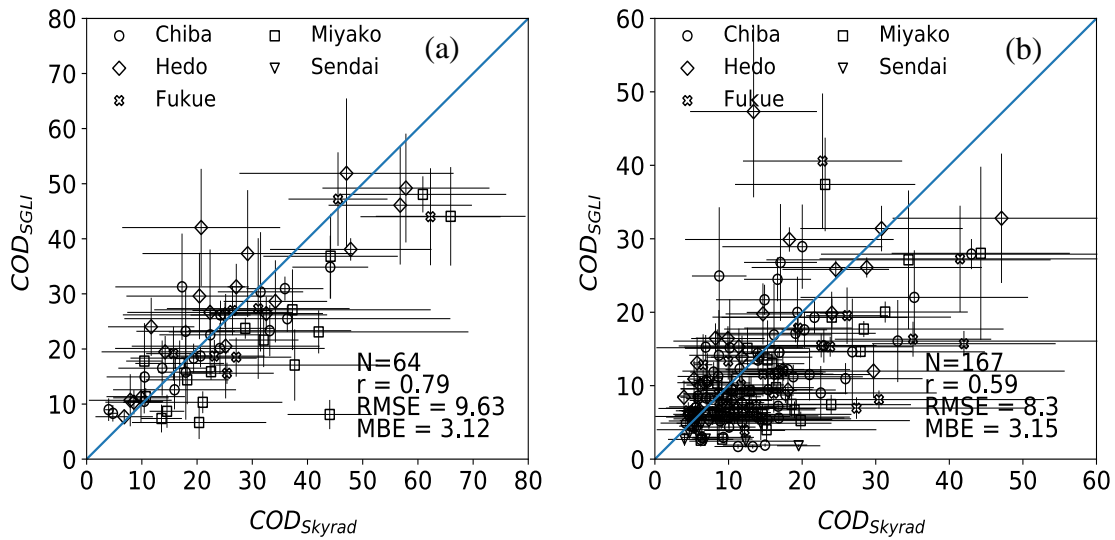 80
70
60
50
40
30
20
10
0
COD_SGLI
Chiba
Miyako
(a)
Hedo
Sendai
Fukue
N=64
r = 0.79
RMSE = 9.63
MBE = 3.12
0 10 20 30 40 50 60 70 80
COD_Skyrad
60
50
40
30
20
10
0
COD_SGLI
Chiba
Miyako
(b)
Hedo
Sendai
Fukue
N=167
r = 0.59
RMSE = 8.3
MBE = 3.15
0 10 20 30 40 50 60
COD_Skyrad